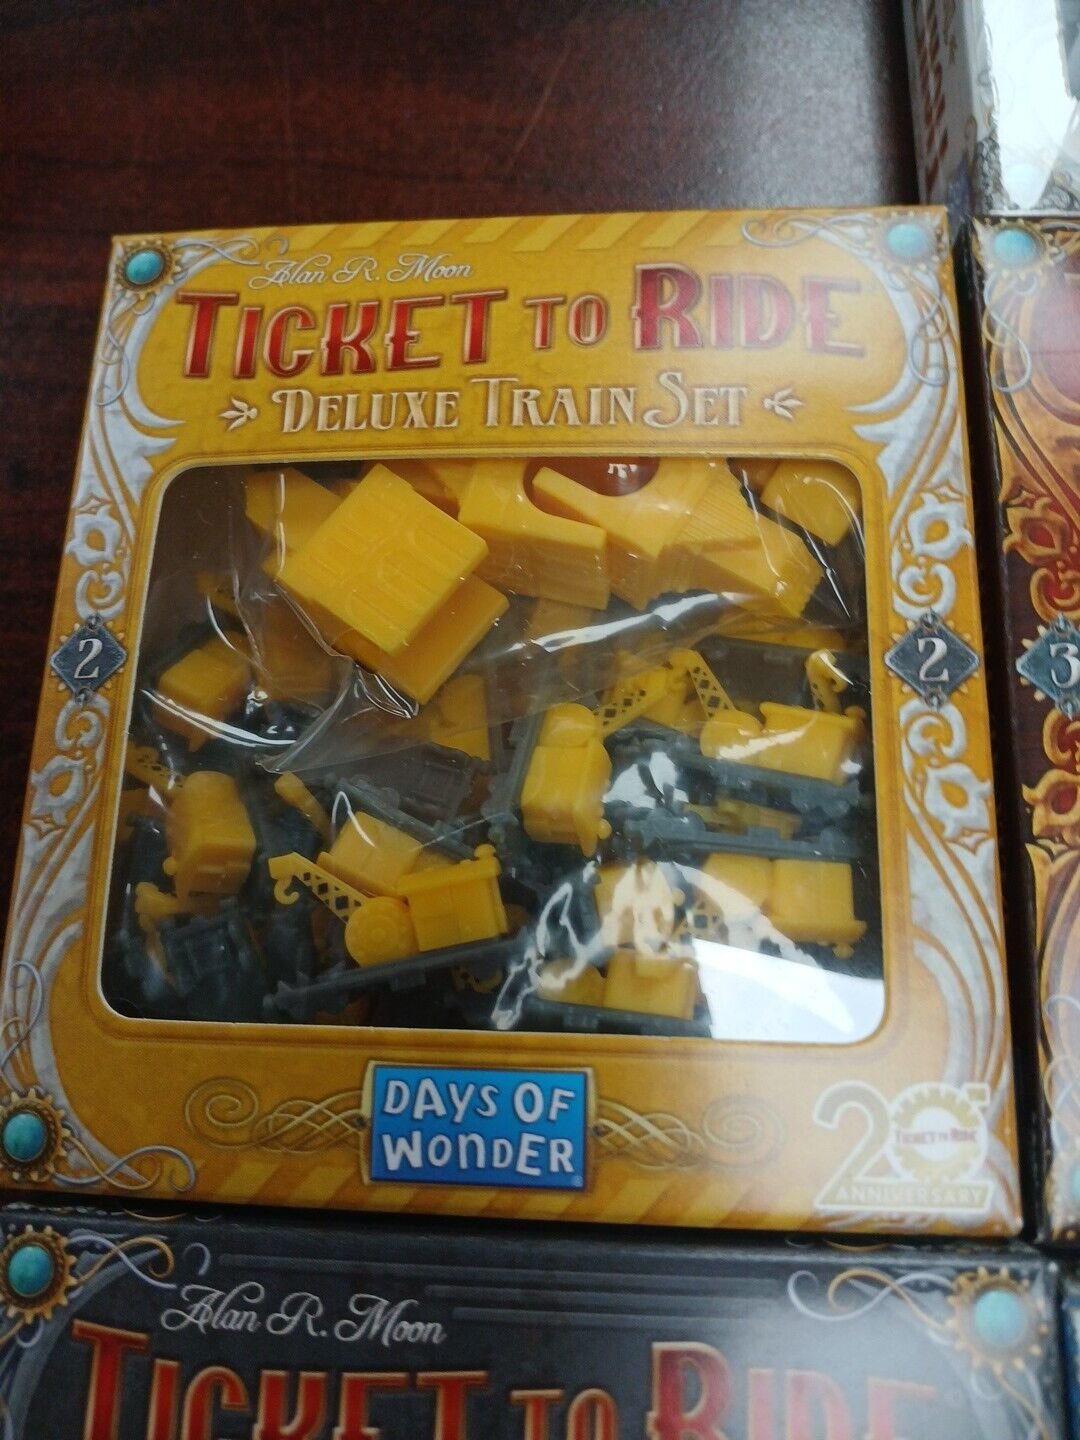 Alan R. Moon
TICKET TO RIDE
DELUXE TRAIN SET
2
2
3
DAYS OF
WONDER
20
TICKET TO RIDE
ANNIVERSARY
Alan R. Moon
TICKET TO RIDE